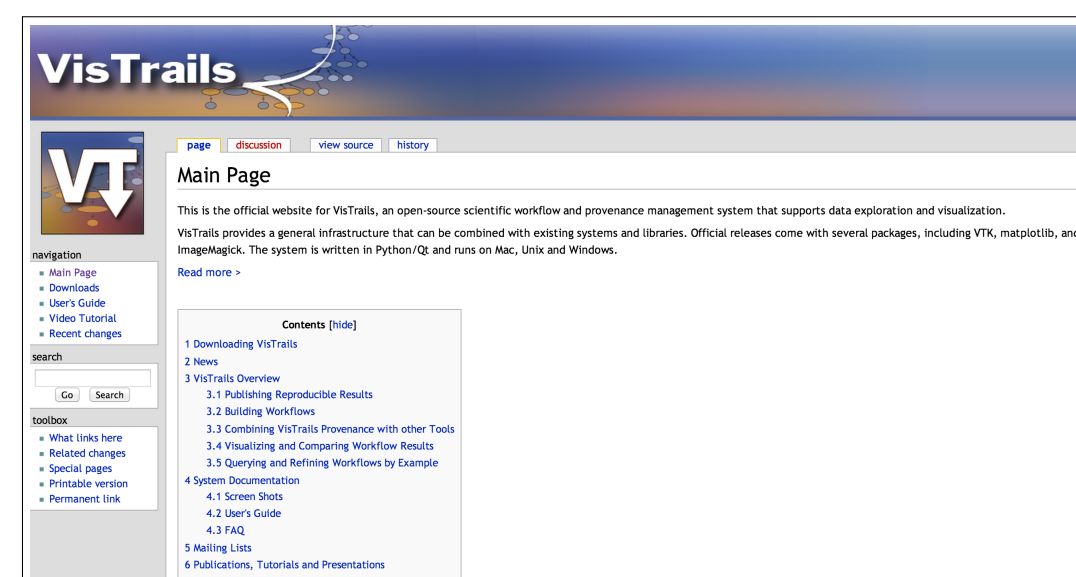 VisTrails
VT
page discussion view source history
Main Page
This is the official website for VisTrails, an open-source scientific workflow and provenance management system that supports data exploration and visualization.
VisTrails provides a general infrastructure that can be combined with existing systems and libraries. Official releases come with several packages, including VTK, matplotlib, and
ImageMagick. The system is written in Python/Qt and runs on Mac, Unix and Windows.
Read more >
navigation
Main Page
Downloads
User's Guide
Video Tutorial
Recent changes
search
Go Search
toolbox
What links here
Related changes
Special pages
Printable version
Permanent link
Contents [hide]
1 Downloading VisTrails
2 News
3 VisTrails Overview
3.1 Publishing Reproducible Results
3.2 Building Workflows
3.3 Combining VisTrails Provenance with other Tools
3.4 Visualizing and Comparing Workflow Results
3.5 Querying and Refining Workflows by Example
4 System Documentation
4.1 Screen Shots
4.2 User's Guide
4.3 FAQ
5 Mailing Lists
6 Publications, Tutorials and Presentations